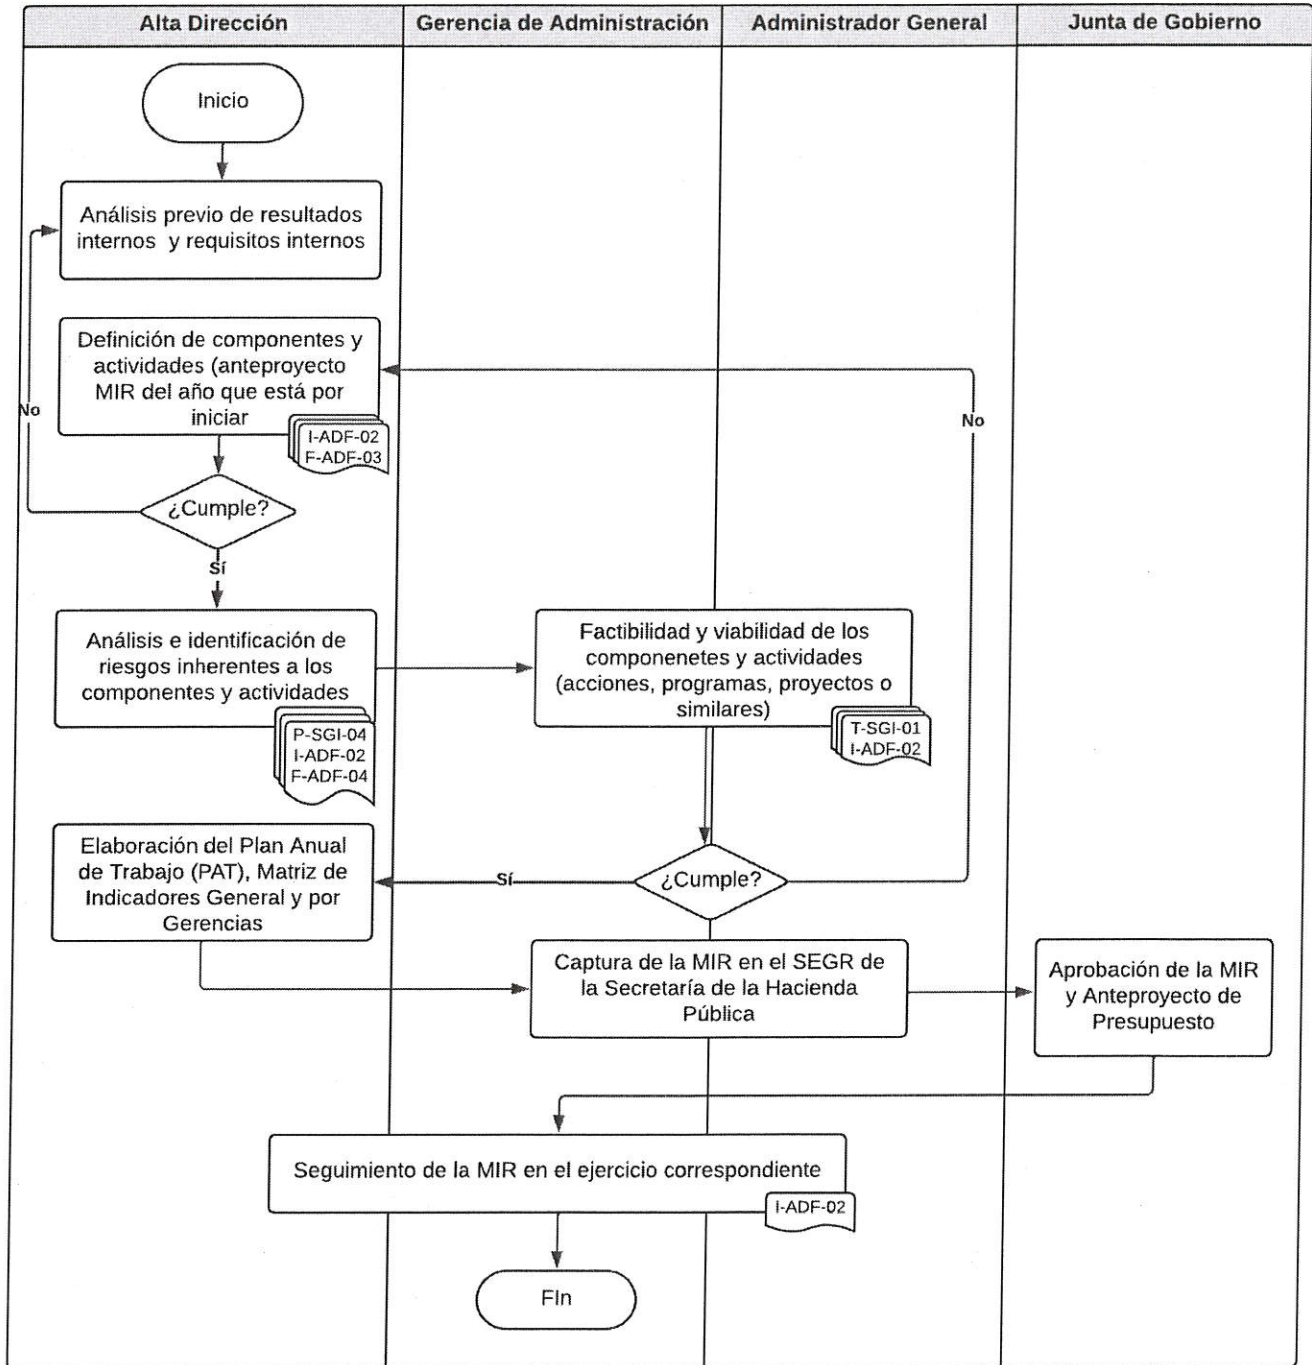 Alta Dirección
Gerencia de Administración
Administrador General
Junta de Gobierno
Inicio
Análisis previo de resultados
internos y requisitos internos
Definición de componentes y
actividades (anteproyecto
MIR del año que está por
iniciar
I-ADF-02
F-ADF-03
No
No
¿Cumple?
Sí
Análisis e identificación de
riesgos inherentes a los
componentes y actividades
P-SGI-04
I-ADF-02
F-ADF-04
Factibilidad y viabilidad de los
componenetes y actividades
(acciones, programas, proyectos o
similares)
T-SGI-01
I-ADF-02
Elaboración del Plan Anual
de Trabajo (PAT), Matriz de
Indicadores General y por
Gerencias
Sí
¿Cumple?
Captura de la MIR en el SEGR de
la Secretaría de la Hacienda
Pública
Aprobación de la MIR
y Anteproyecto de
Presupuesto
Seguimiento de la MIR en el ejercicio correspondiente
I-ADF-02
FIn